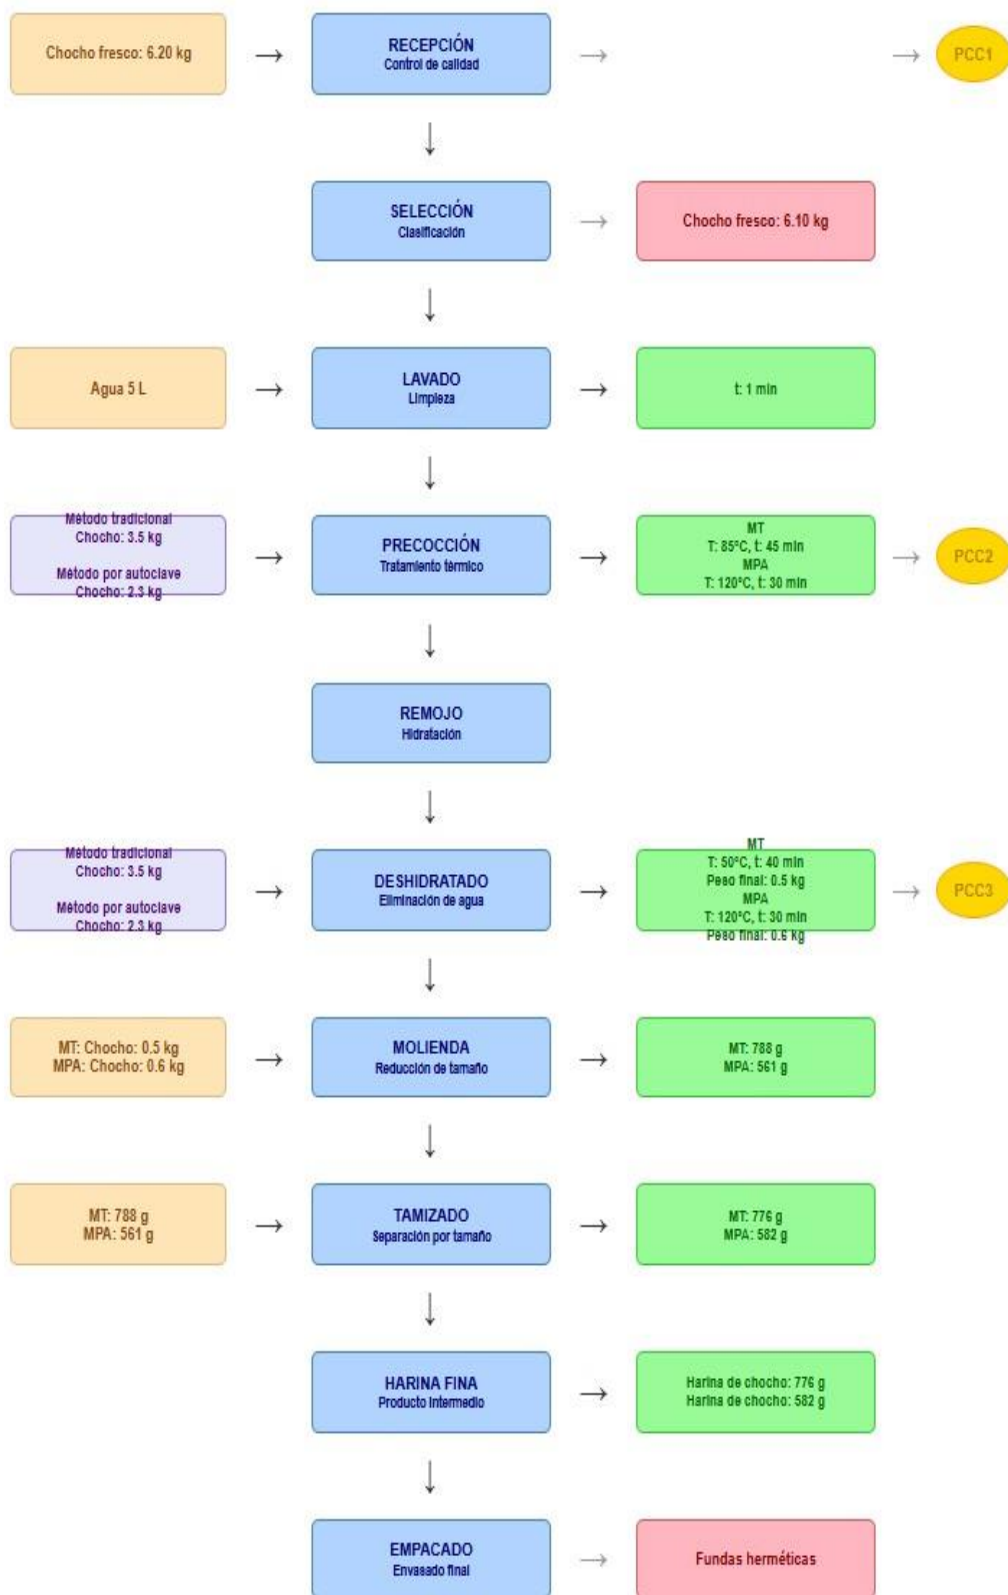 Chocho fresco: 6.20 kg
RECEPCIÓN
Control de calidad
PCC1
SELECCIÓN
Clasificación
Chocho fresco: 6.10 kg
Agua 5 L
LAVADO
Limpieza
t: 1 min
Método tradicional
Chocho: 3.5 kg
Método por autoclave
Chocho: 2.3 kg
PRECOCCIÓN
Tratamiento térmico
MT
T: 85°C, t: 45 min
MPA
T: 120°C, t: 30 min
PCC2
REMOJO
Hidratación
Método tradicional
Chocho: 3.5 kg
Método por autoclave
Chocho: 2.3 kg
DESHIDRATADO
Eliminación de agua
MT
T: 50°C, t: 40 min
Peso final: 0.5 kg
MPA
T: 120°C, t: 30 min
Peso final: 0.6 kg
PCC3
MT: Chocho: 0.5 kg
MPA: Chocho: 0.6 kg
MOLIENDA
Reducción de tamaño
MT: 788 g
MPA: 561 g
MT: 788 g
MPA: 561 g
TAMIZADO
Separación por tamaño
MT: 776 g
MPA: 582 g
HARINA FINA
Producto intermedio
Harina de chocho: 776 g
Harina de chocho: 582 g
EMPACADO
Envasado final
Fundas herméticas